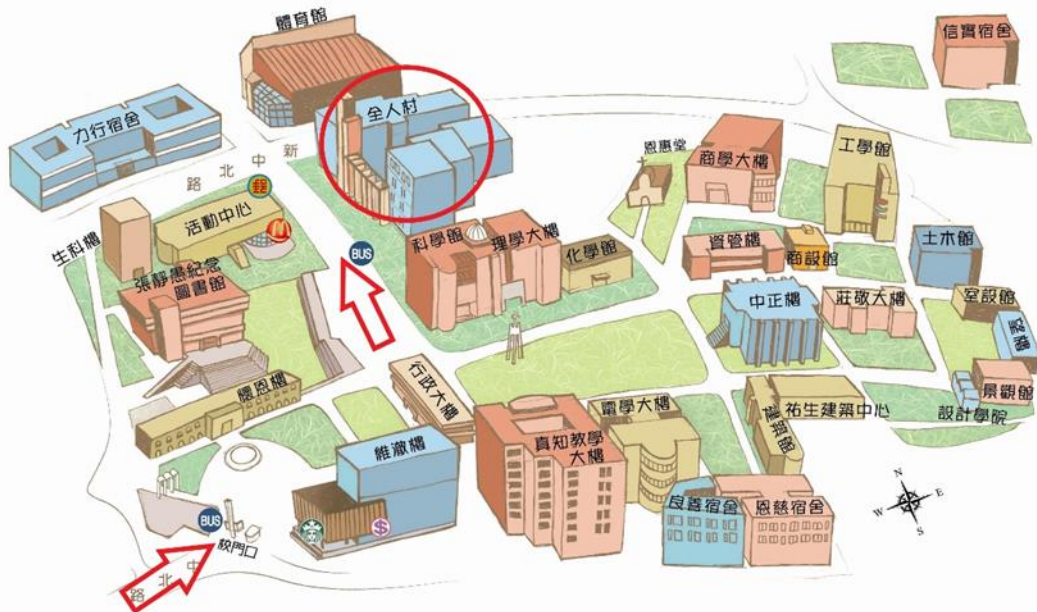 體育館
信實宿舍
全人村
力行宿舍
恩惠堂
商學大樓
工學館
新中北路
郵
活動中心
M
生科樓
科學館
理學大樓
化學館
資管樓
商設館
土木館
BUS
張靜愚紀念
圖書館
中正樓
莊敬大樓
室設館
景觀館
設計學院
行政大樓
懷恩樓
維澈樓
真知教學
大樓
電學大樓
建築館
祐生建築中心
良善宿舍
恩慈宿舍
N
W
E
S
BUS
$
校門口
中北路